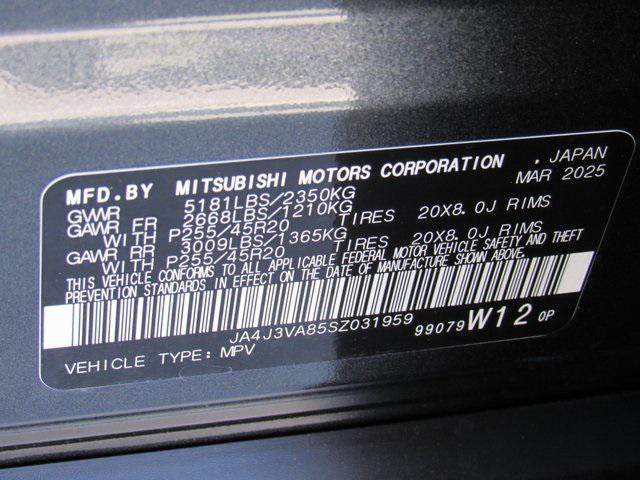 MFD.BY MITSUBISHI MOTORS CORPORATION . JAPAN
MAR 2025
GVWR 5181LBS/2350KG
GAWR FR 2668LBS/1210KG
WITH P255/45R20 TIRES 20X8.0J RIMS
GAWR RR 3009LBS/1365KG
WITH P255/45R20 TIRES 20X8.0J RIMS
THIS VEHICLE CONFORMS TO ALL APPLICABLE FEDERAL MOTOR VEHICLE SAFETY AND THEFT
PREVENTION STANDARDS IN EFFECT ON THE DATE OF MANUFACTURE SHOWN ABOVE.
JA4J3VA85SZ031959
99079 W12 0P
VEHICLE TYPE: MPV